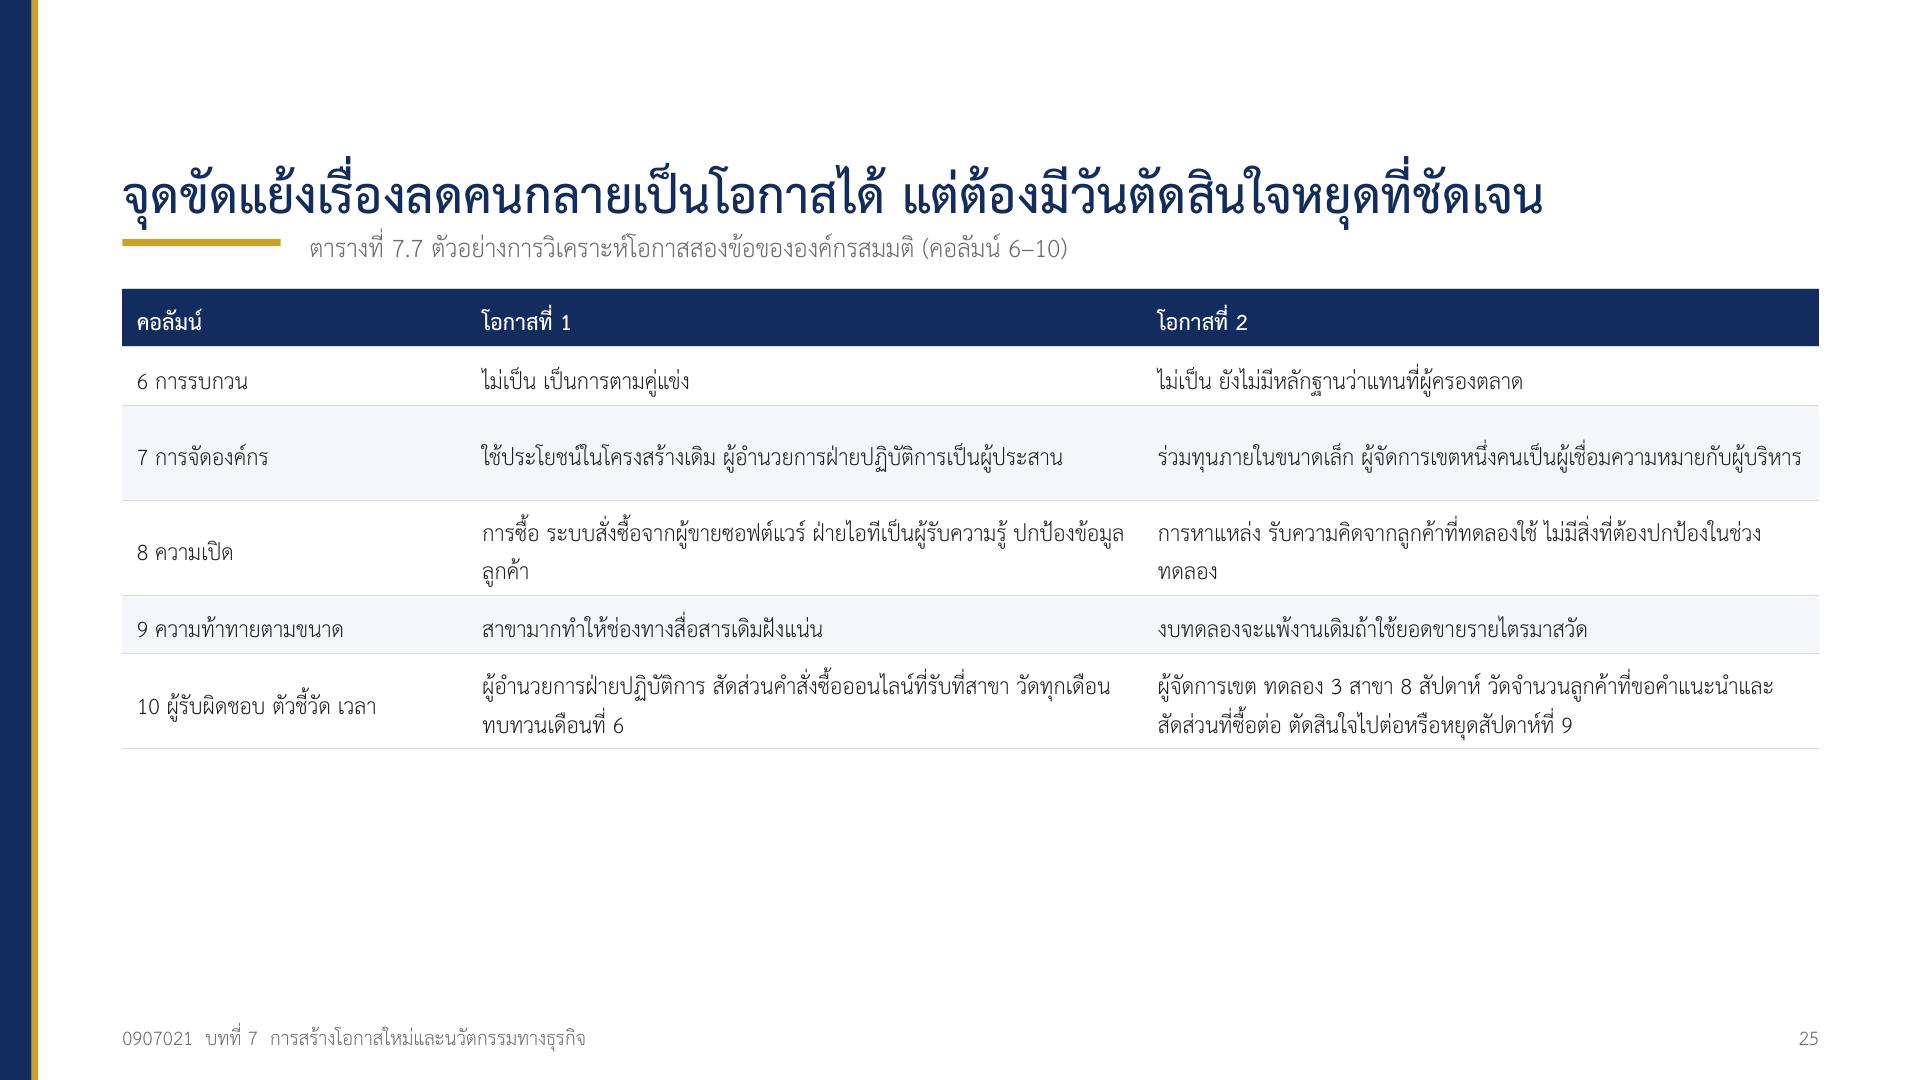 จุดขัดแย้งเรื่องลดคนกลายเป็นโอกาสได้ แต่ต้องมีวันตัดสินใจหยุดที่ชัดเจน
ตารางที่ 7.7 ตัวอย่างการวิเคราะห์โอกาสสองข้อขององค์กรสมมติ (คอลัมน์ 6–10)
คอลัมน์ โอกาสที่ 1 โอกาสที่ 2
6 การรบกวน ไม่เป็น เป็นการตามคู่แข่ง ไม่เป็น ยังไม่มีหลักฐานว่าแทนที่ผู้ครองตลาด
7 การจัดองค์กร ใช้ประโยชน์ในโครงสร้างเดิม ผู้อำนวยการฝ่ายปฏิบัติการเป็นผู้ประสาน ร่วมทุนภายในขนาดเล็ก ผู้จัดการเขตหนึ่งคนเป็นผู้เชื่อมความหมายกับผู้บริหาร
8 ความเปิด
การซื้อ ระบบสั่งซื้อจากผู้ขายซอฟต์แวร์ ฝ่ายไอทีเป็นผู้รับความรู้ ปกป้องข้อมูล
ลูกค้า
การหาแหล่ง รับความคิดจากลูกค้าที่ทดลองใช้ ไม่มีสิ่งที่ต้องปกป้องในช่วง
ทดลอง
9 ความท้าทายตามขนาด สาขามากทำให้ช่องทางสื่อสารเดิมฝังแน่น งบทดลองจะแพ้งานเดิมถ้าใช้ยอดขายรายไตรมาสวัด
10 ผู้รับผิดชอบ ตัวชี้วัด เวลา
ผู้อำนวยการฝ่ายปฏิบัติการ สัดส่วนคำสั่งซื้อออนไลน์ที่รับที่สาขา วัดทุกเดือน
ทบทวนเดือนที่ 6
ผู้จัดการเขต ทดลอง 3 สาขา 8 สัปดาห์ วัดจำนวนลูกค้าที่ขอคำแนะนำและ
สัดส่วนที่ซื้อต่อ ตัดสินใจไปต่อหรือหยุดสัปดาห์ที่ 9
0907021 บทที่ 7 การสร้างโอกาสใหม่และนวัตกรรมทางธุรกิจ
25